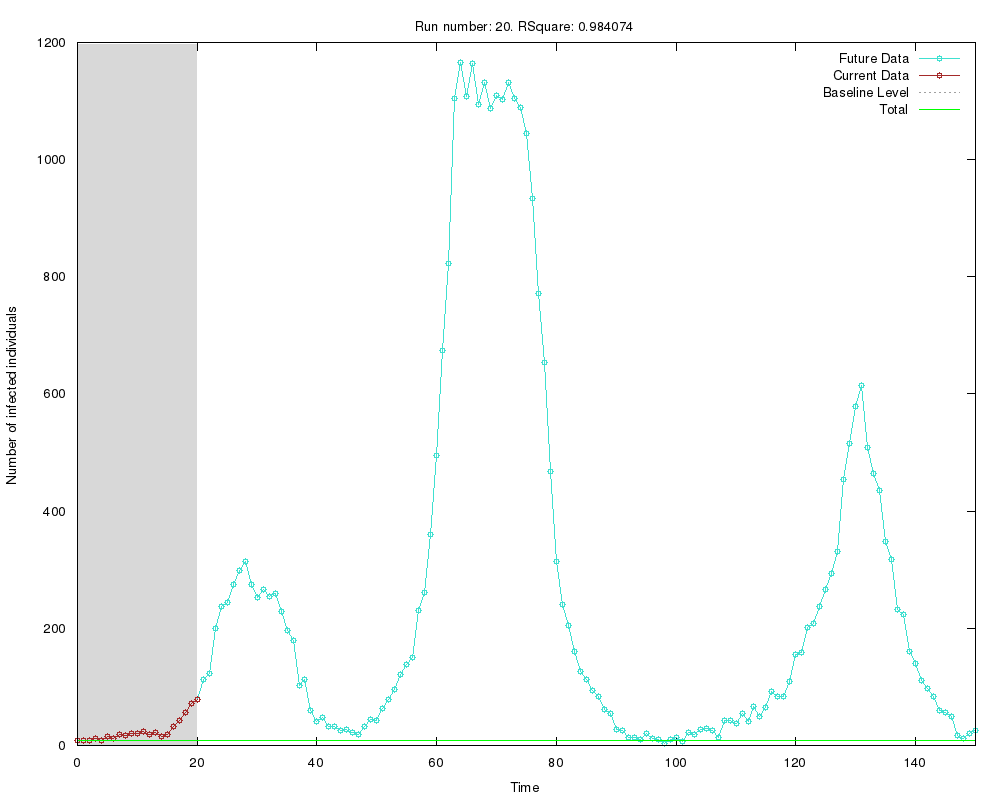 Run number: 20. RSquare: 0.984074
1200
1000
800
600
400
200
0
Number of infected individuals
Future Data
Current Data
Baseline Level
Total
0 20 40 60 80 100 120 140
Time